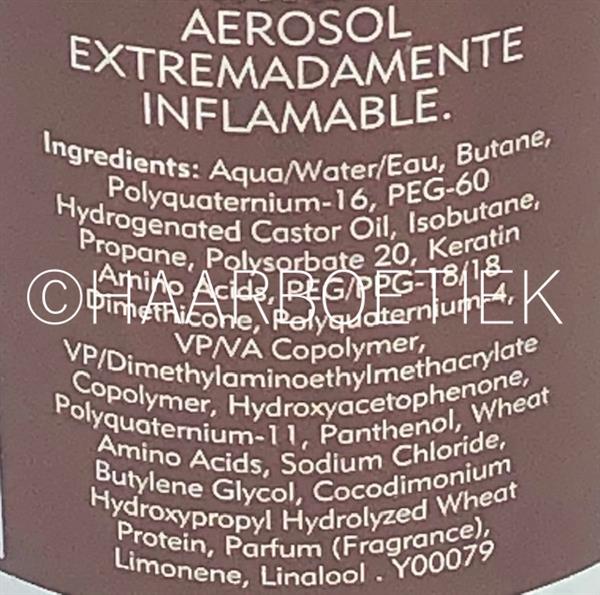 AEROSOL
EXTREMADAMENTE
INFLAMABLE.
Ingredients: Aqua/Water/Eau, Butane,
Polyquaternium-16, PEG-60
Hydrogenated Castor Oil, Isobutane,
Propane, Polysorbate 20, Keratin
Amino Acids, PEG/PPG-18/18
©HAARBOETIEK
Dimethicone, Polyquaternium-4,
VP/VA Copolymer,
VP/Dimethylaminoethylmethacrylate
Copolymer, Hydroxyacetophenone,
Polyquaternium-11, Panthenol, Wheat
Amino Acids, Sodium Chloride,
Butylene Glycol, Cocodimonium
Hydroxypropyl Hydrolyzed Wheat
Protein, Parfum (Fragrance),
Limonene, Linalool . Y00079